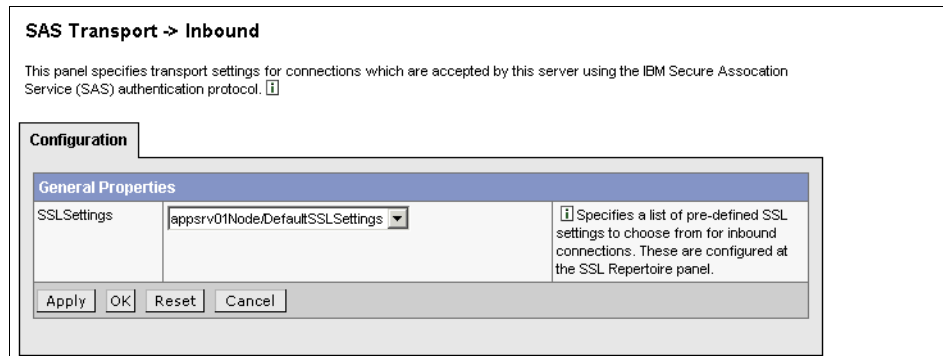 SAS Transport -> Inbound
This panel specifies transport settings for connections which are accepted by this server using the IBM Secure Assocation
Service (SAS) authentication protocol. i
Configuration
General Properties
SSLSettings
appsrv01Node/DefaultSSLSettings
i Specifies a list of pre-defined SSL
settings to choose from for inbound
connections. These are configured at
the SSL Repertoire panel.
Apply OK Reset Cancel